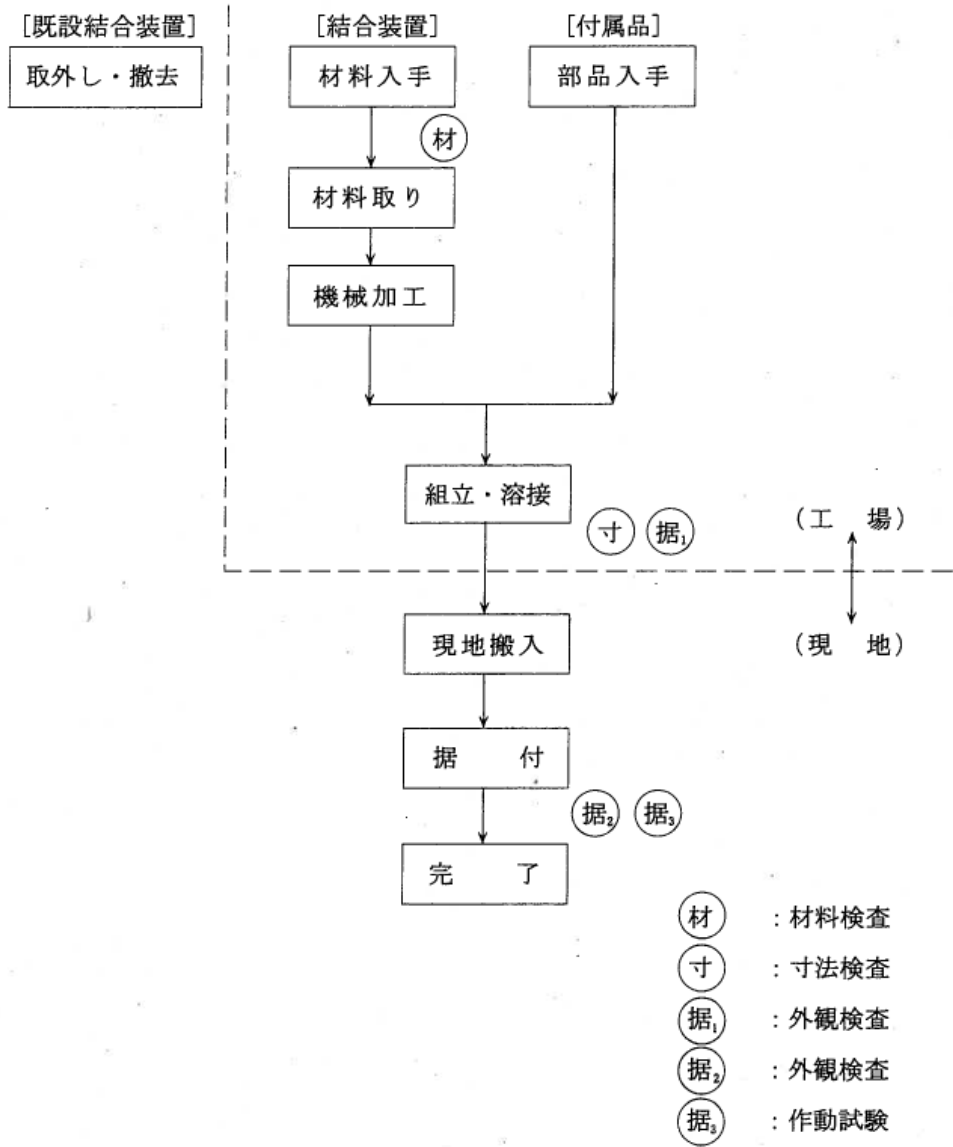 [既設結合装置]
取外し・撤去
[結合装置]
材料入手
材
材料取り
機械加工
[付属品]
部品入手
組立・溶接
寸 据₁
(工 場)
(現 地)
現地搬入
据 付
据₂ 据₃
完 了
材 :材料検査
寸 :寸法検査
据₁ :外観検査
据₂ :外観検査
据₃ :作動試験